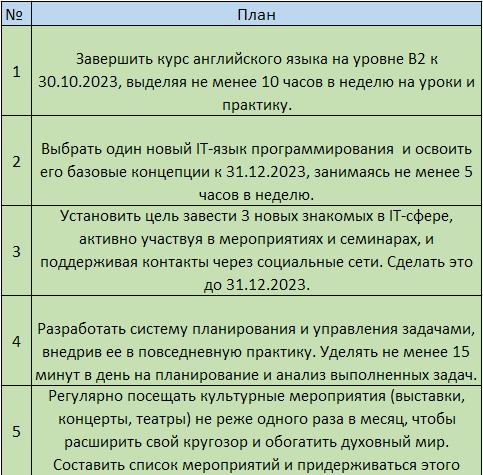 № План
1
Завершить курс английского языка на уровне B2 к
30.10.2023, выделяя не менее 10 часов в неделю на уроки и
практику.
2
Выбрать один новый IT-язык программирования и освоить
его базовые концепции к 31.12.2023, занимаясь не менее 5
часов в неделю.
3
Установить цель завести 3 новых знакомых в IT-сфере,
активно участвуя в мероприятиях и семинарах, и
поддерживая контакты через социальные сети. Сделать это
до 31.12.2023.
4
Разработать систему планирования и управления задачами,
внедрив ее в повседневную практику. Уделять не менее 15
минут в день на планирование и анализ выполненных задач.
5
Регулярно посещать культурные мероприятия (выставки,
концерты, театры) не реже одного раза в месяц, чтобы
расширить свой кругозор и обогатить духовный мир.
Составить список мероприятий и придерживаться этого